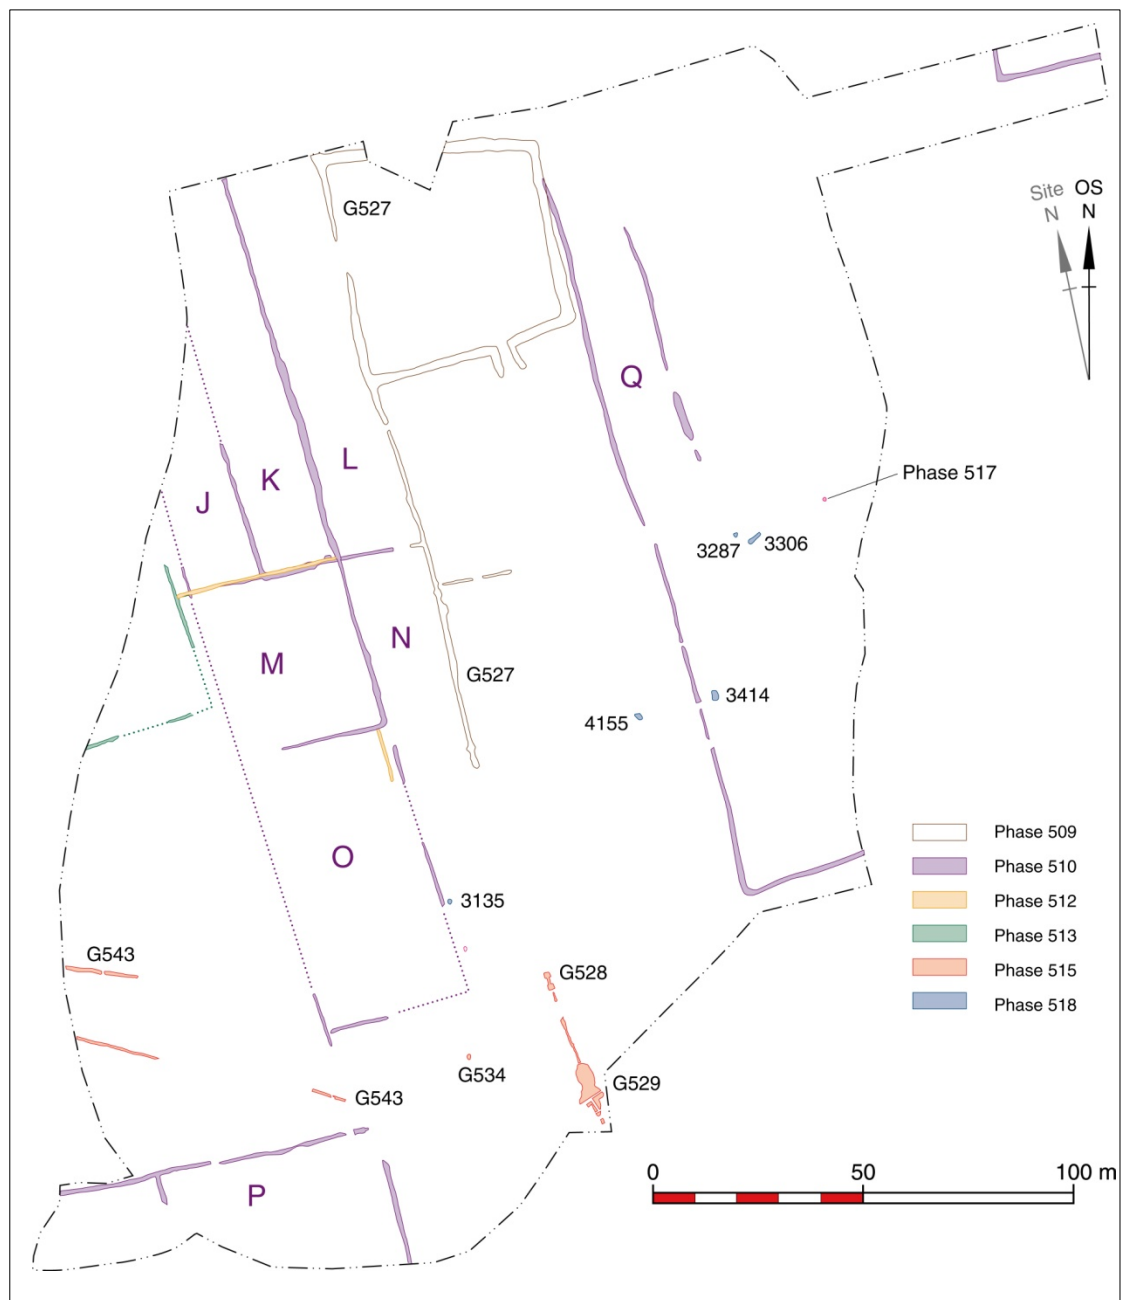 Site OS
N N
G527
Q
L
K
J
Phase 517
3287 3306
N
M
G527
3414
4155
Phase 509
O
Phase 510
3135
Phase 512
Phase 513
G543
G528
Phase 515
Phase 518
G534
G529
G543
P
0 50 100 m